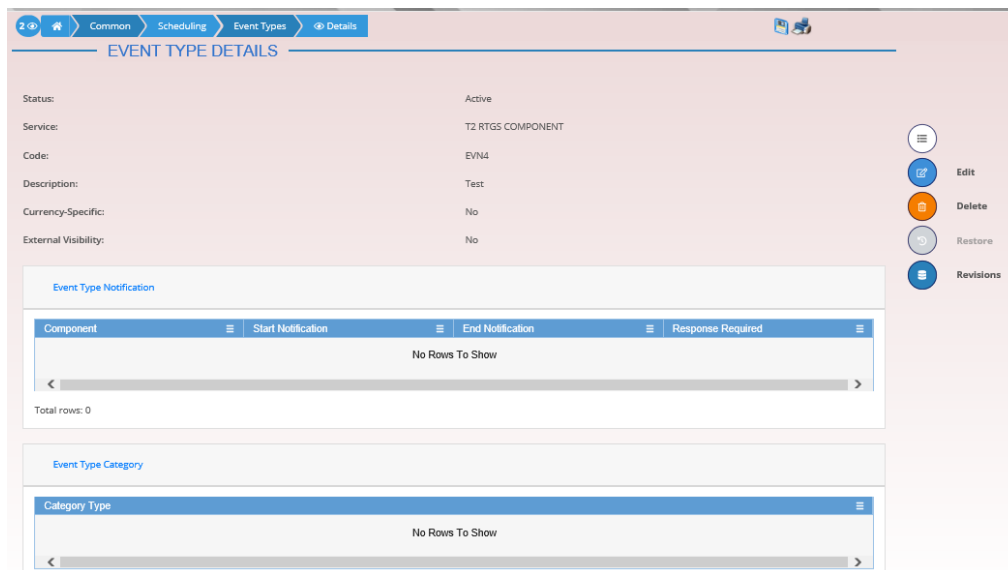 2
Common Scheduling Event Types Details
EVENT TYPE DETAILS
Status: Active
Service: T2 RTGS COMPONENT
Code: EVN4
Description: Test
Currency-Specific: No
External Visibility: No
Edit
Delete
Restore
Revisions
Event Type Notification
Component Start Notification End Notification Response Required
No Rows To Show
Total rows: 0
Event Type Category
Category Type
No Rows To Show